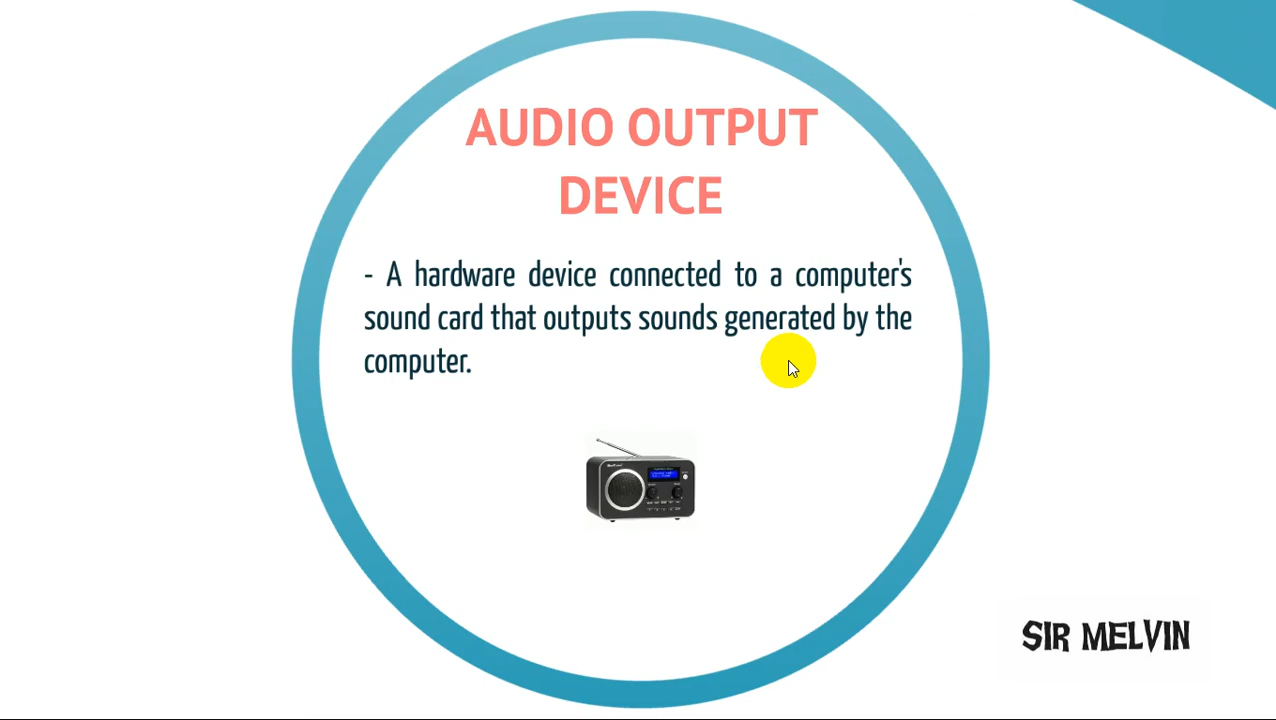 AUDIO OUTPUT
DEVICE
- A hardware device connected to a computer's
sound card that outputs sounds generated by the
computer.
SIR MELVIN